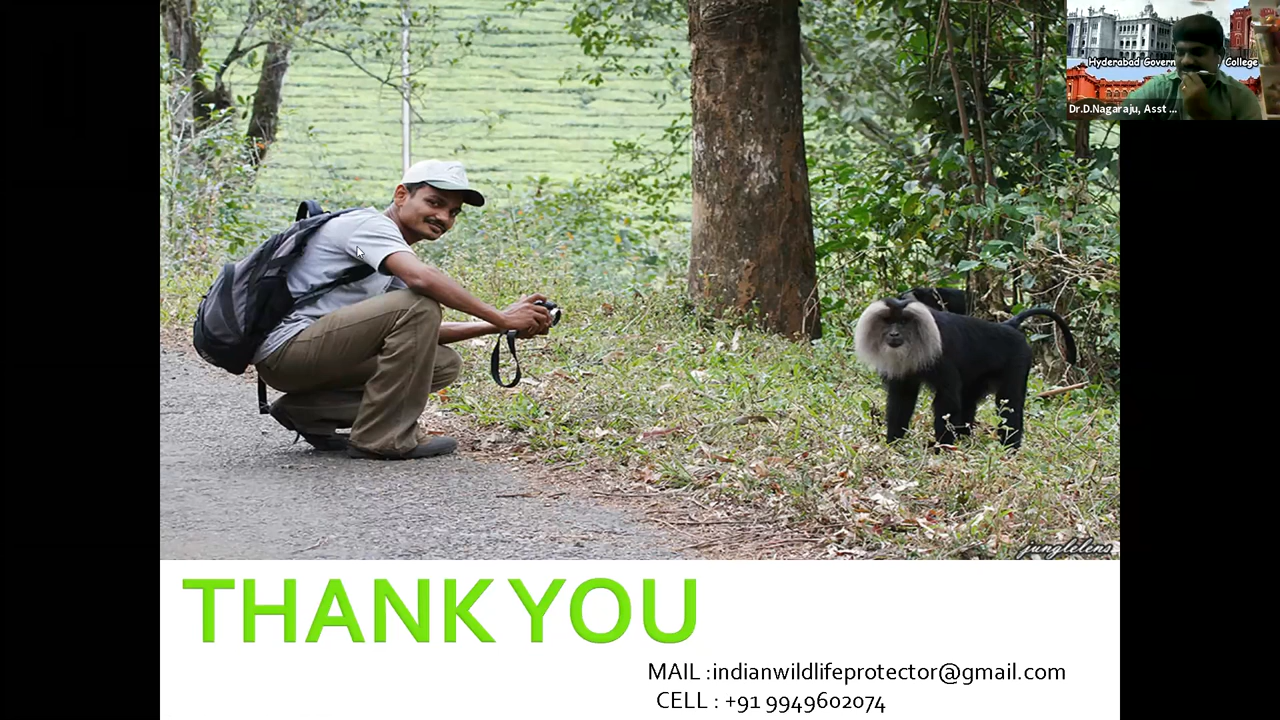 Hyderabad Govern College
Dr.D.Nagaraju, Asst ...
junglelens
THANK YOU
MAIL :indianwildlifeprotector@gmail.com
CELL : +91 9949602074